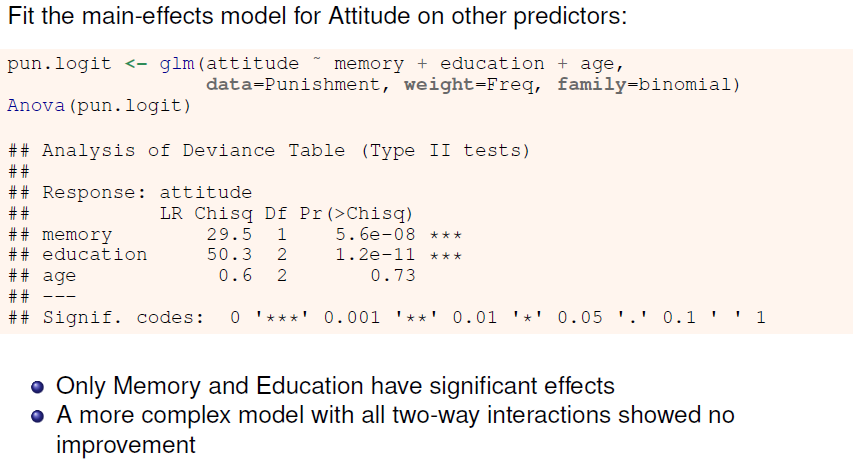 Fit the main-effects model for Attitude on other predictors:
pun.logit <- glm(attitude ~ memory + education + age,
data=Punishment, weight=Freq, family=binomial)
Anova(pun.logit)
## Analysis of Deviance Table (Type II tests)
##
## Response: attitude
## LR Chisq Df Pr(>Chisq)
## memory 29.5 1 5.6e-08 ***
## education 50.3 2 1.2e-11 ***
## age 0.6 2 0.73
## ---
## Signif. codes: 0 '***' 0.001 '**' 0.01 '*' 0.05 '.' 0.1 ' ' 1
Only Memory and Education have significant effects
A more complex model with all two-way interactions showed no
improvement